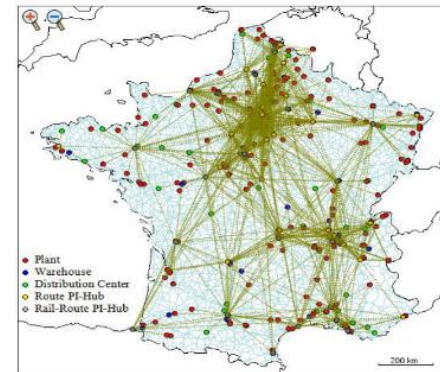 Plant
Warehouse
Distribution Center
Route PI-Hub
Rail-Route PI-Hub
200 km